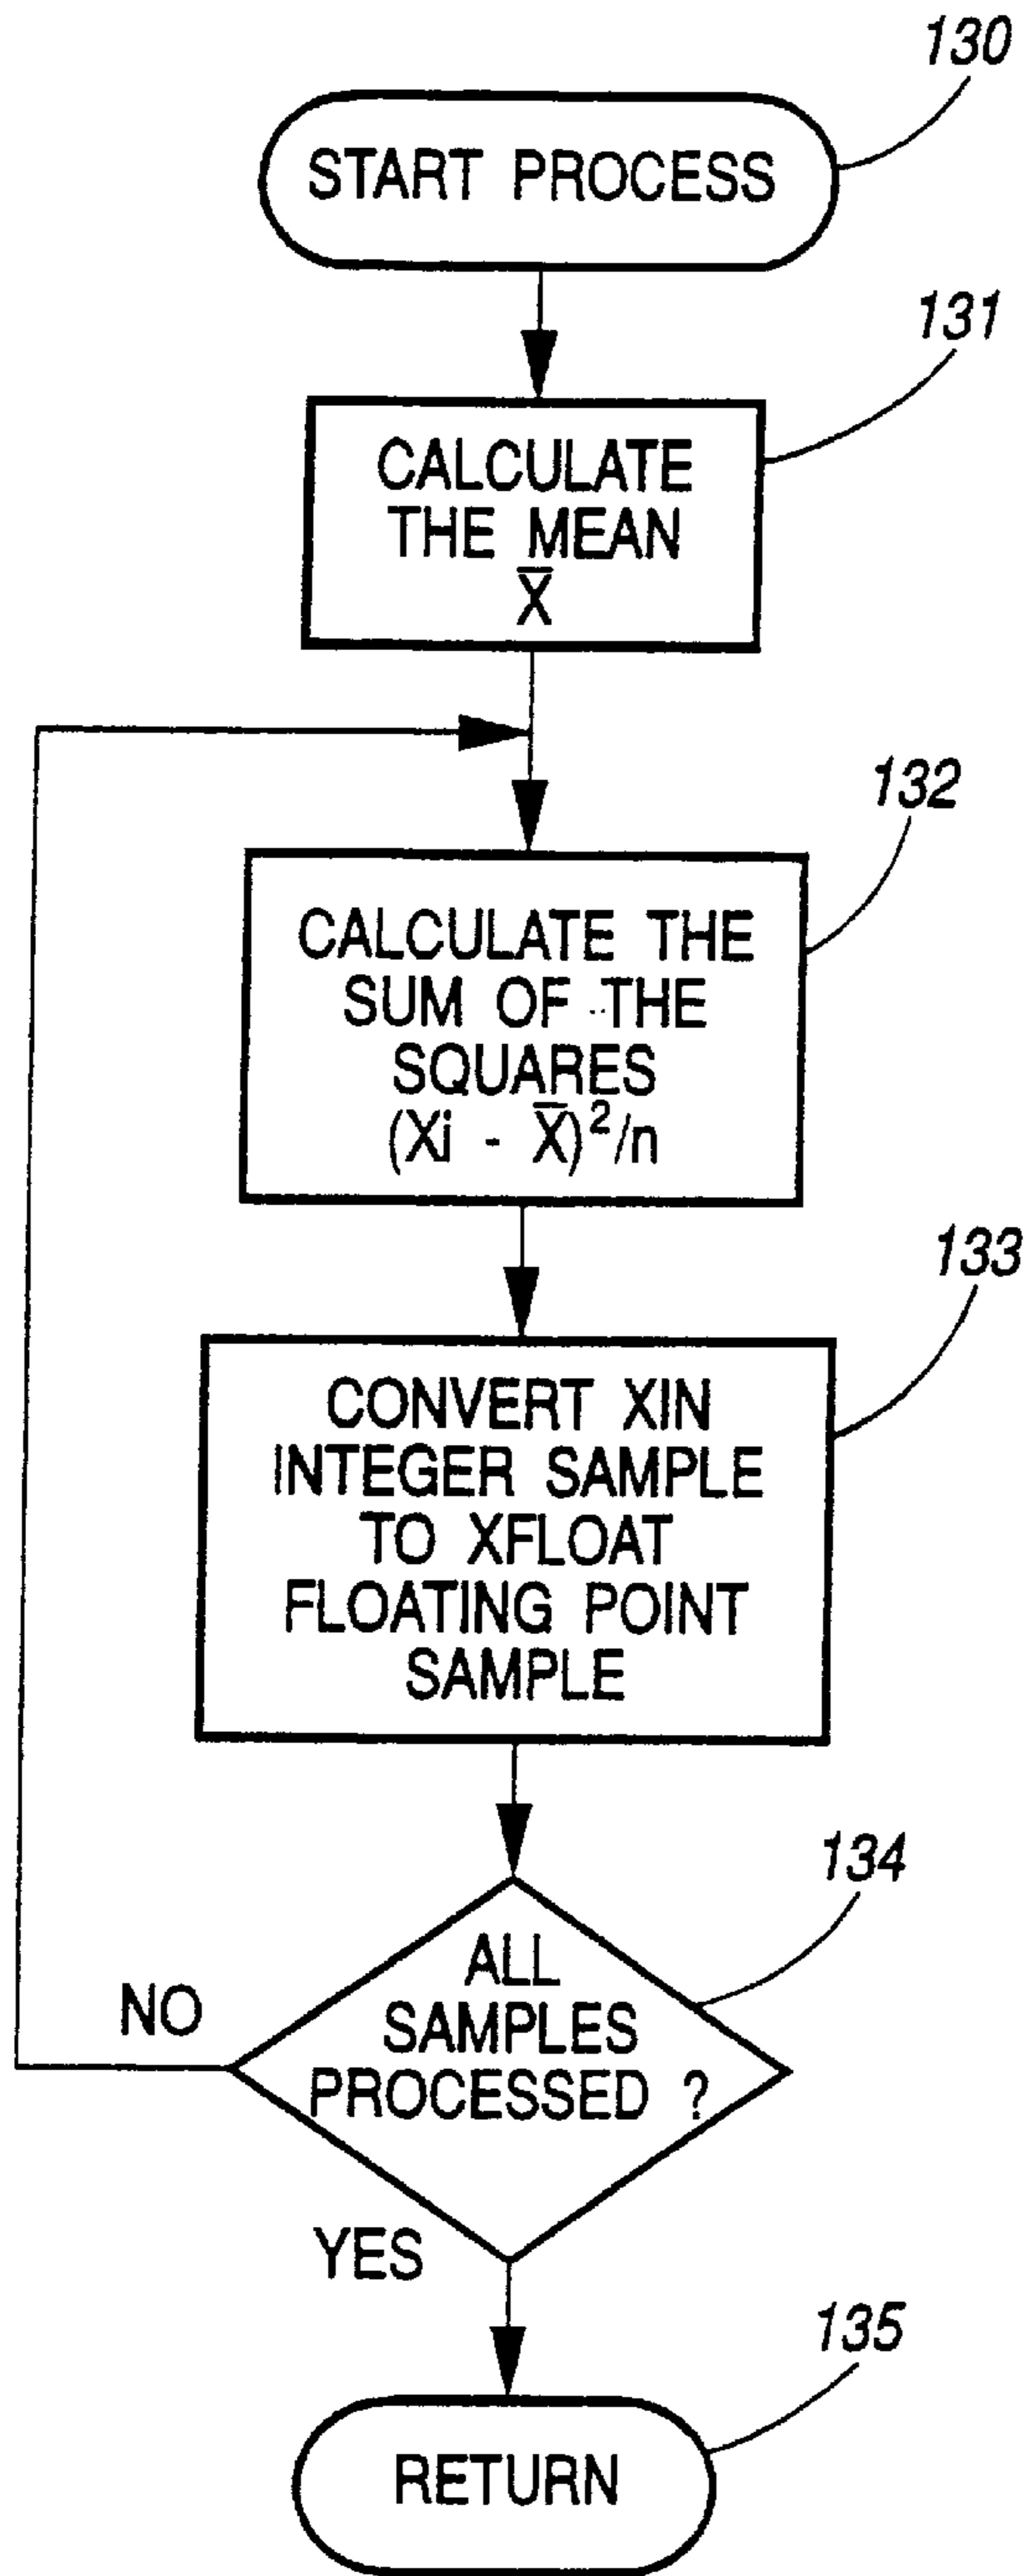 130
START PROCESS
131
CALCULATE
THE MEAN
X̅
132
CALCULATE THE
SUM OF THE
SQUARES
(Xi - X̅)²/n
133
CONVERT XIN
INTEGER SAMPLE
TO XFLOAT
FLOATING POINT
SAMPLE
134
ALL
SAMPLES
PROCESSED ?
NO
YES
135
RETURN